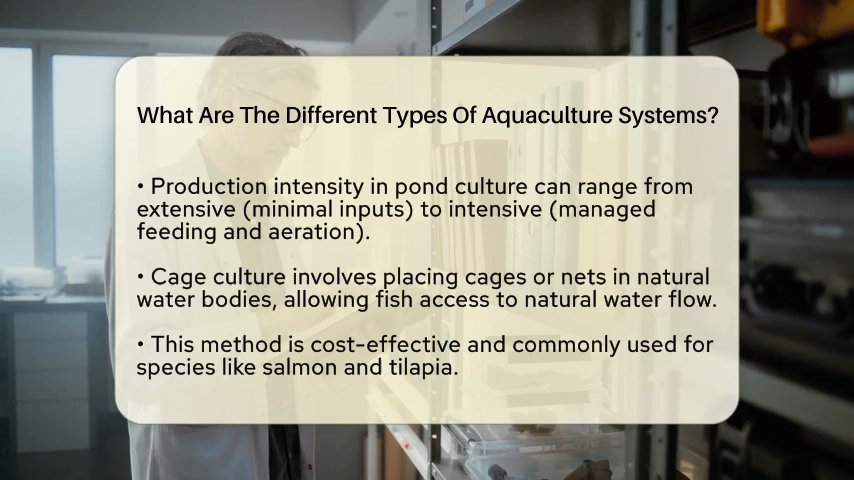 What Are The Different Types Of Aquaculture Systems?
• Production intensity in pond culture can range from
extensive (minimal inputs) to intensive (managed
feeding and aeration).
• Cage culture involves placing cages or nets in natural
water bodies, allowing fish access to natural water flow.
• This method is cost-effective and commonly used for
species like salmon and tilapia.